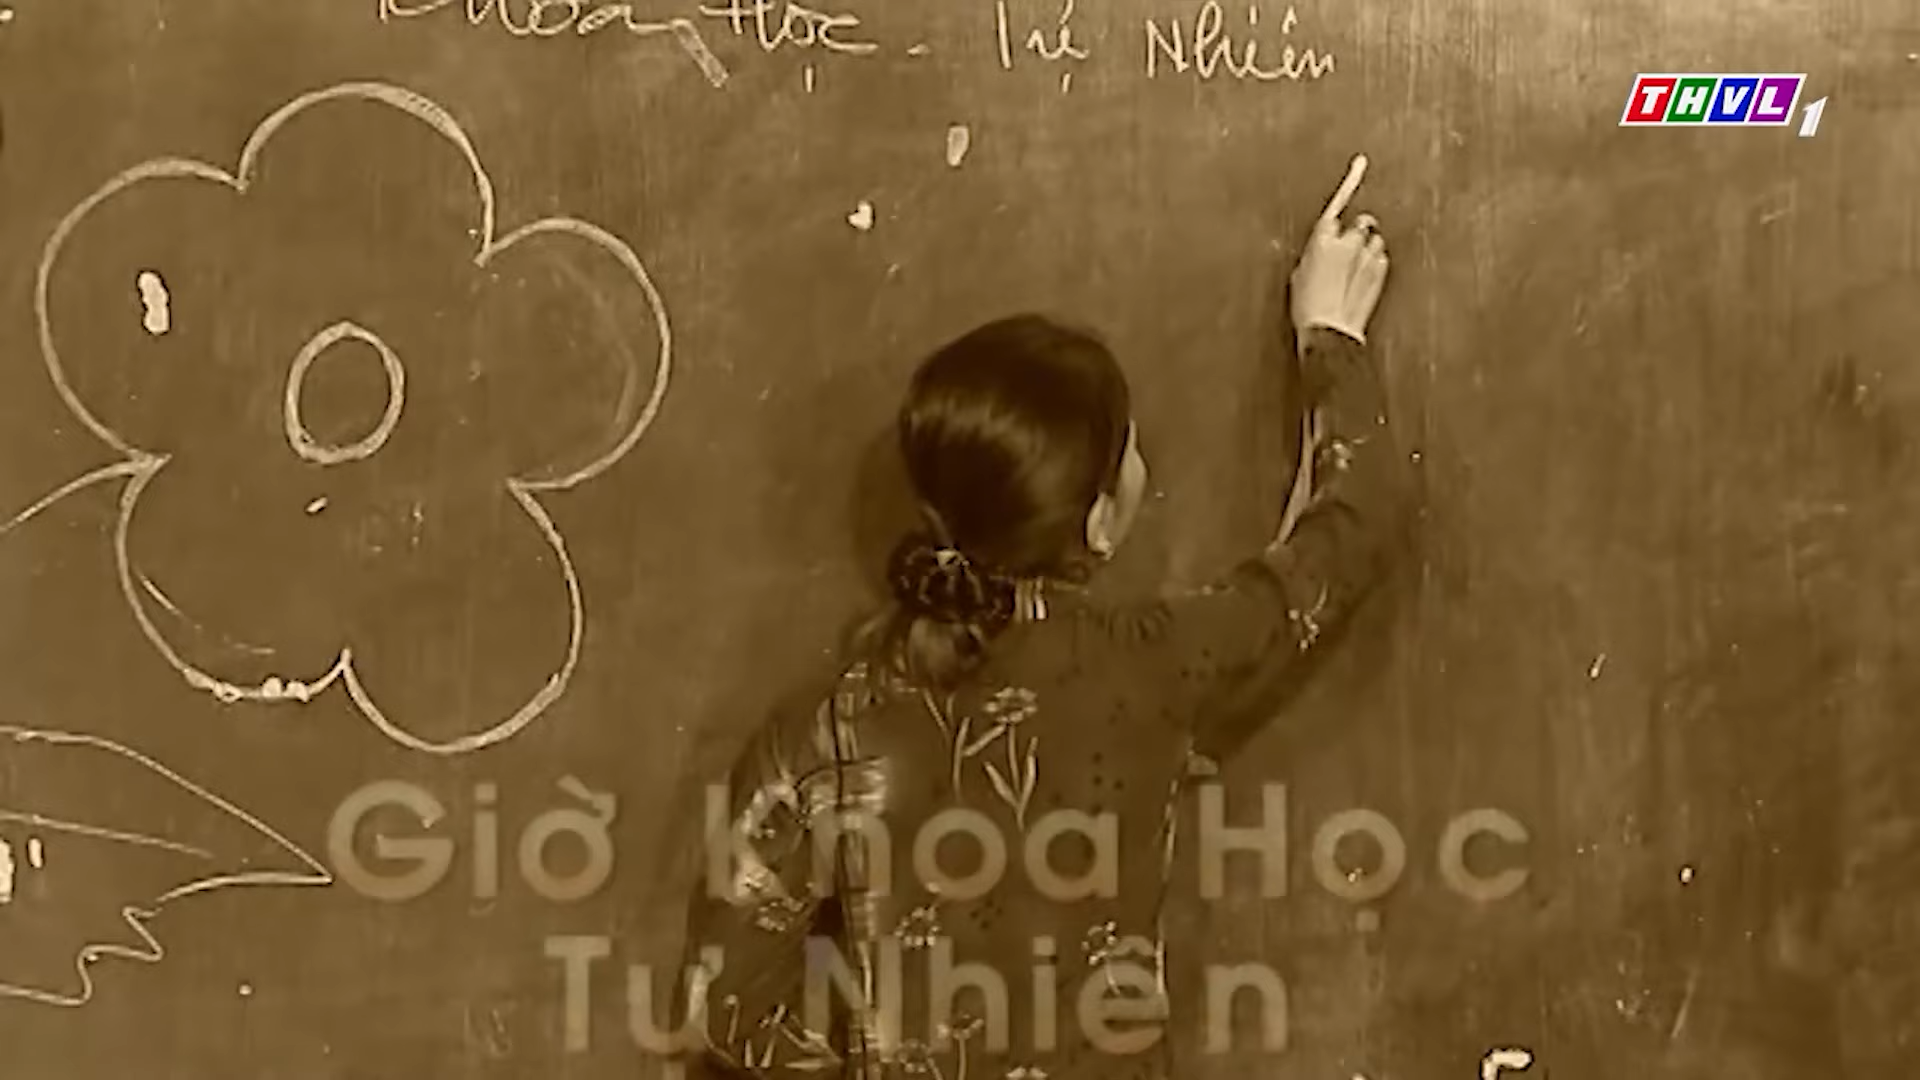 Khoa Học - Tự Nhiên
THVL1
Giờ Khoa Học
Tự Nhiên